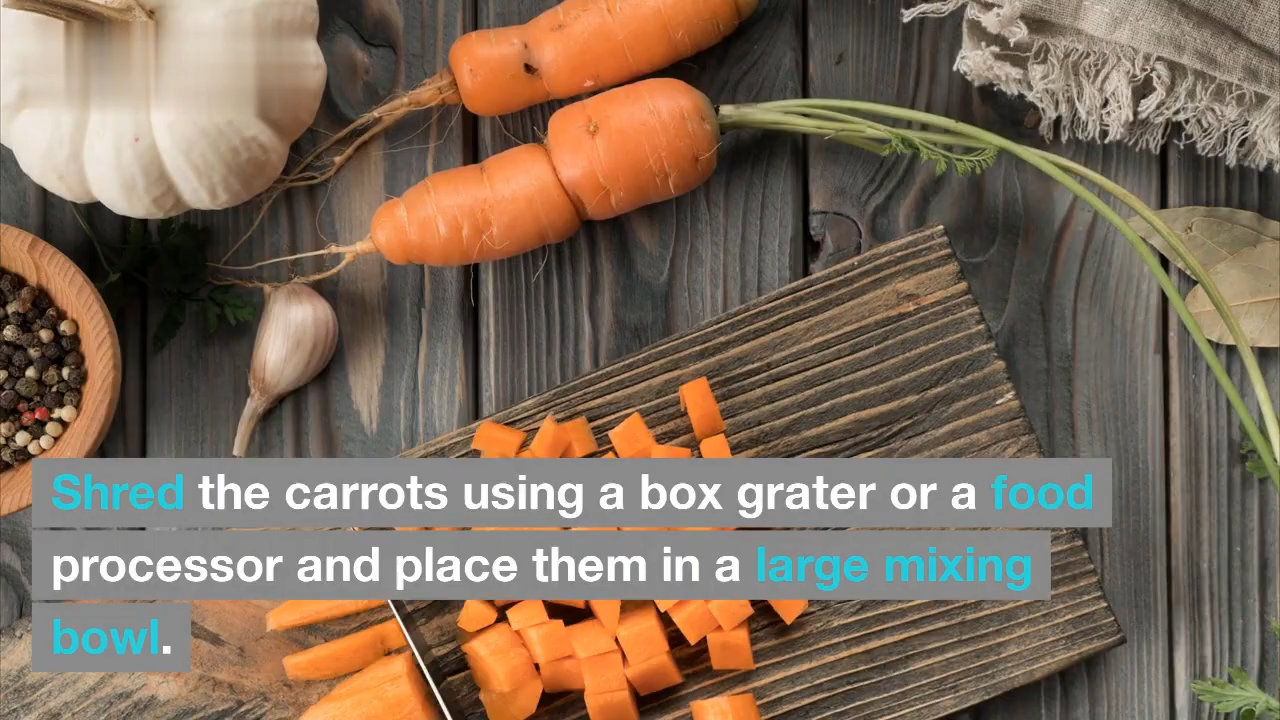 Shred the carrots using a box grater or a food
processor and place them in a large mixing
bowl.